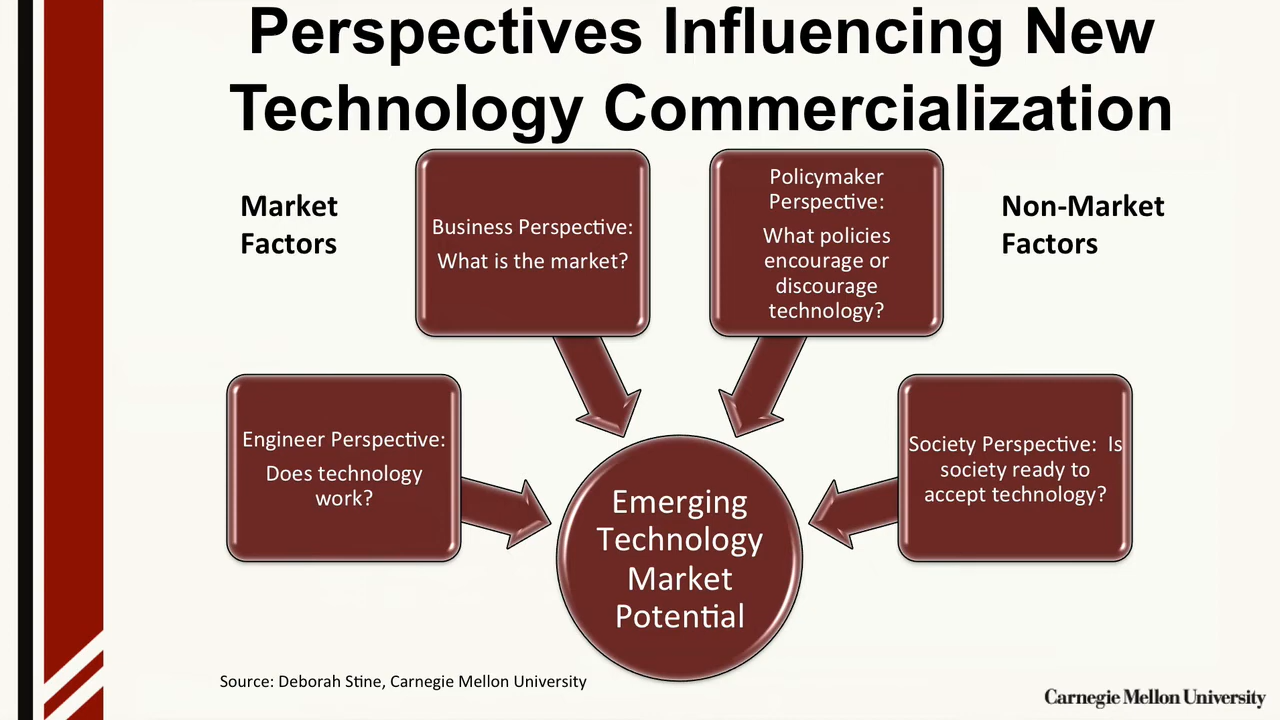 Perspectives Influencing New
Technology Commercialization
Market
Factors
Business Perspective:
What is the market?
Policymaker
Perspective:
What policies
encourage or
discourage
technology?
Non-Market
Factors
Engineer Perspective:
Does technology
work?
Society Perspective:  Is
society ready to
accept technology?
Emerging
Technology
Market
Potential
Source: Deborah Stine, Carnegie Mellon University
Carnegie Mellon University